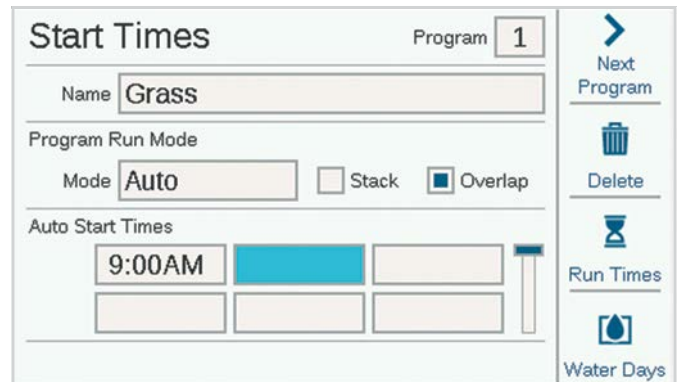 Start Times
Program 1
Name Grass
Program Run Mode
Mode Auto Stack Overlap
Auto Start Times
9:00AM
Next
Program
Delete
Run Times
Water Days